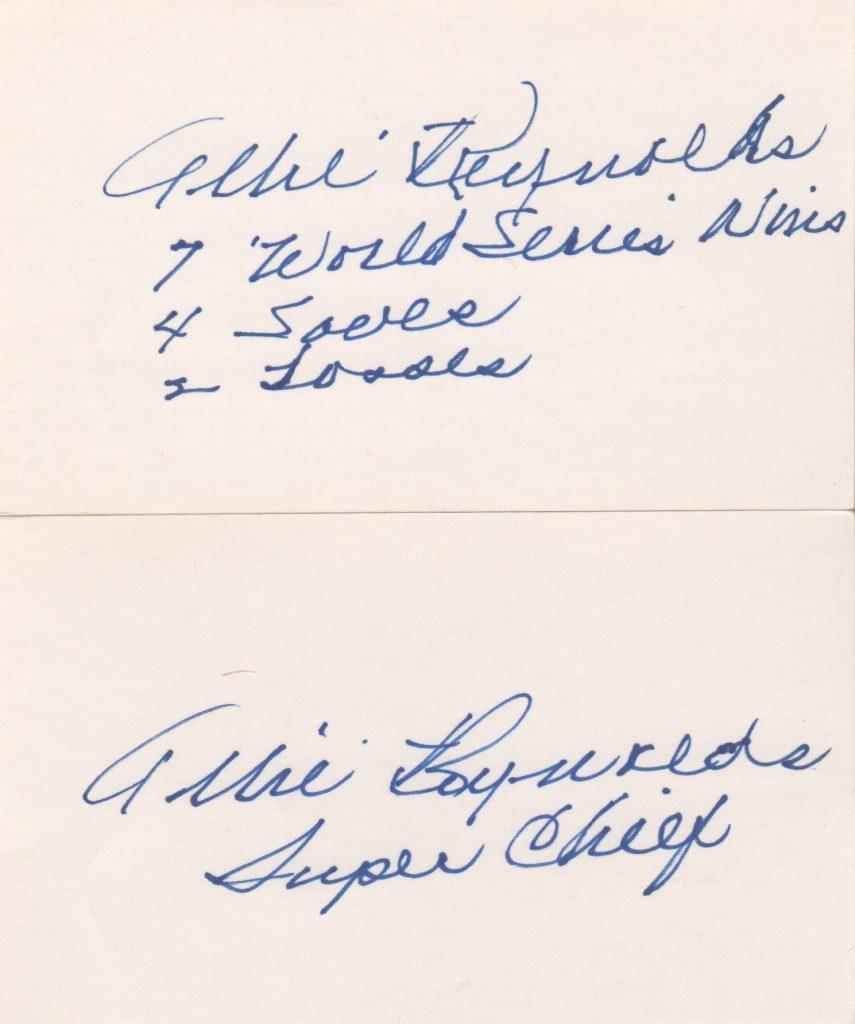 Allie Reynolds
7 World Series Wins
4 Saves
2 Losses
Allie Reynolds
Super Chief